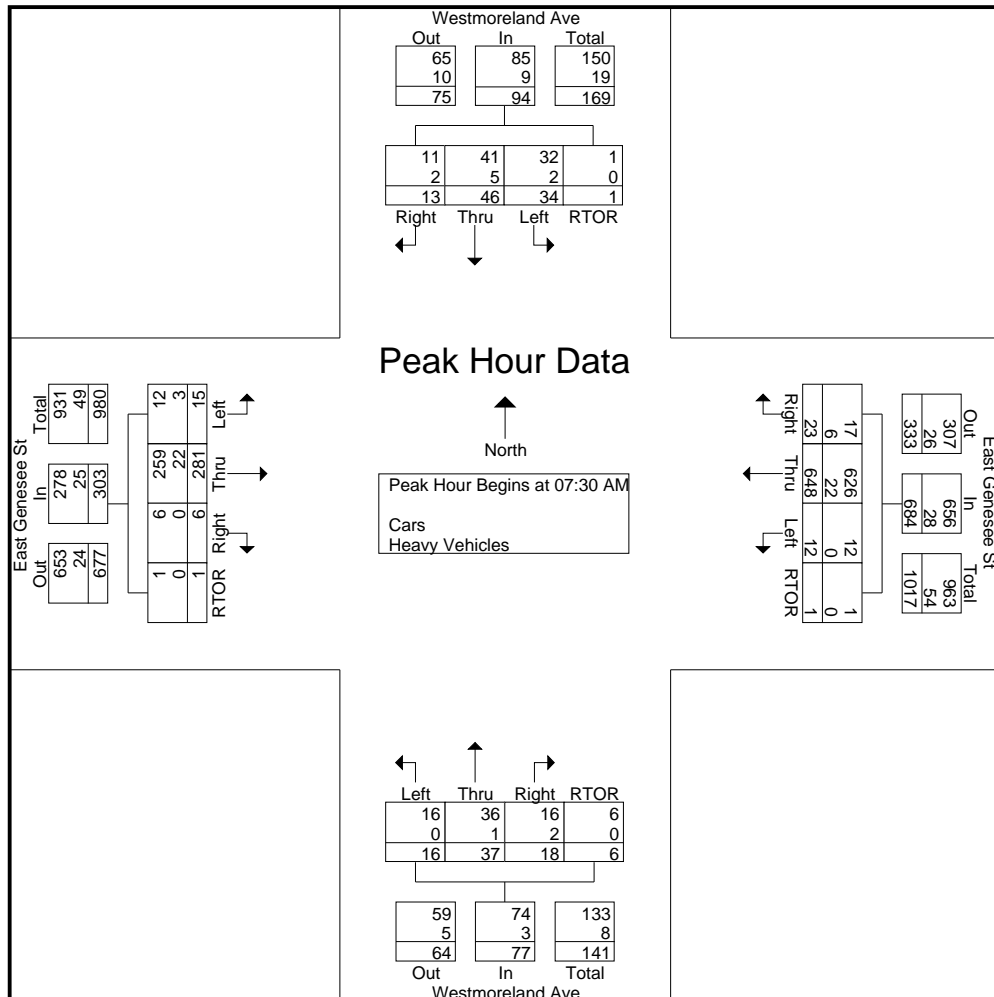 Westmoreland Ave
Out In Total
65 85 150
10 9 19
75 94 169
11 41 32 1
2 5 2 0
13 46 34 1
Right Thru Left RTOR
Peak Hour Data
North
Peak Hour Begins at 07:30 AM
Cars
Heavy Vehicles
East Genesee St
Out In Total
653 278 931
24 25 49
677 303 980
1 6 259 12
0 0 22 3
1 6 281 15
RTOR Right Thru Left
East Genesee St
Out In Total
307 656 963
26 28 54
333 684 1017
17 626 12 1
6 22 0 0
23 648 12 1
Right Thru Left RTOR
Left Thru Right RTOR
16 36 16 6
0 1 2 0
16 37 18 6
59 74 133
5 3 8
64 77 141
Out In Total
Westmoreland Ave